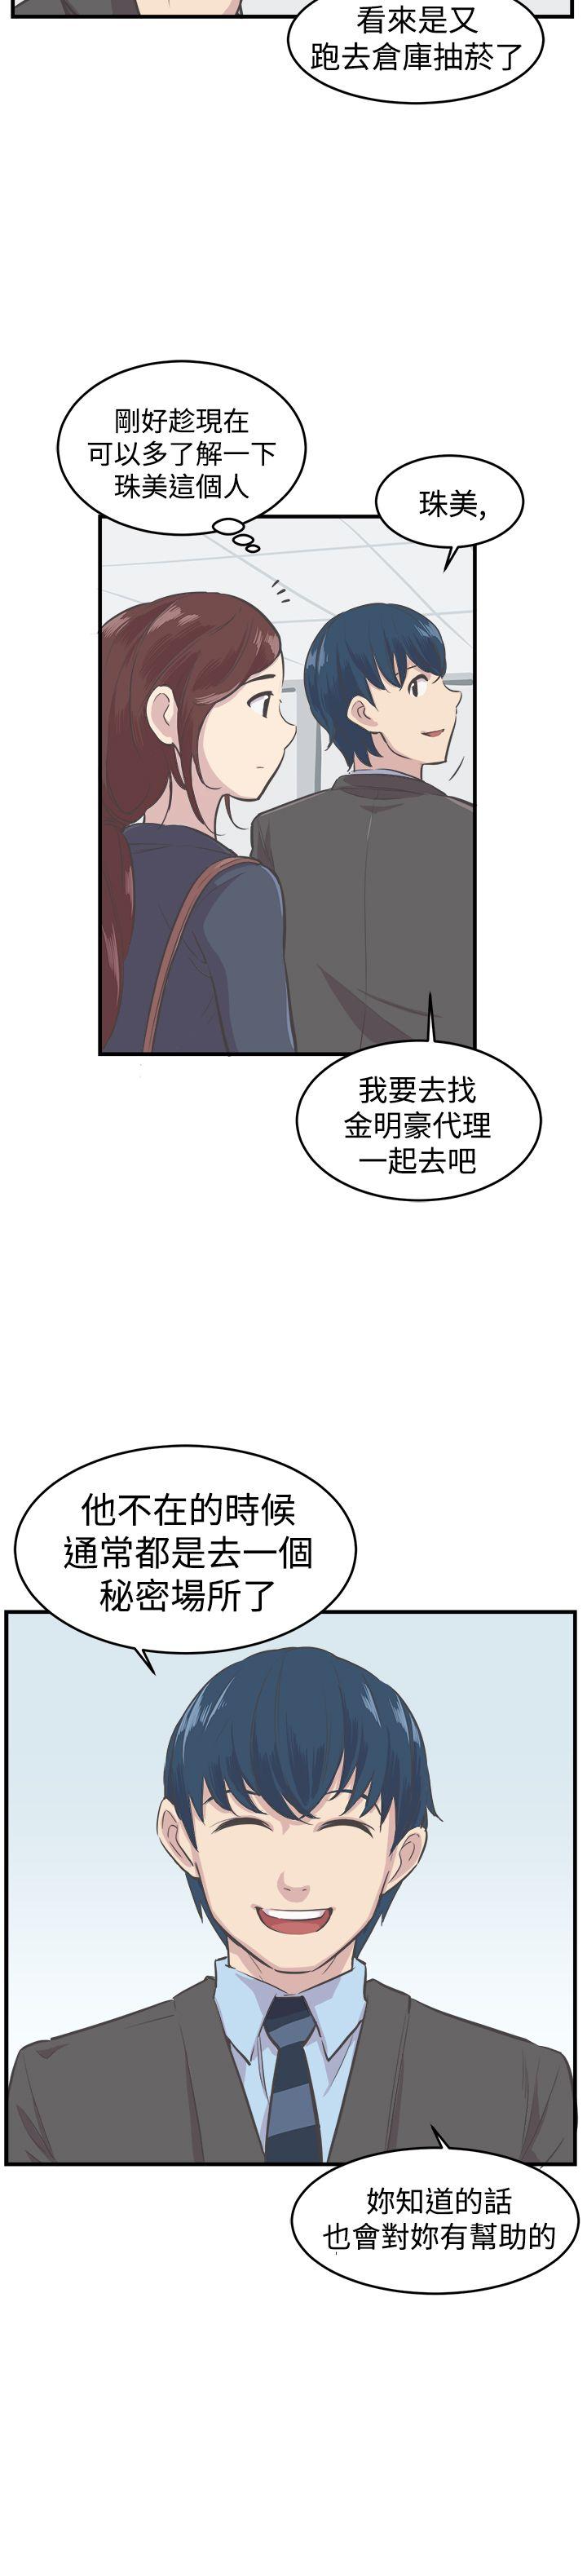 看來是又
跑去倉庫抽菸了
剛好趁現在
可以多了解一下
珠美這個人
珠美,
我要去找
金明豪代理
一起去吧
他不在的時候
通常都是去一個
秘密場所了
妳知道的話
也會對妳有幫助的